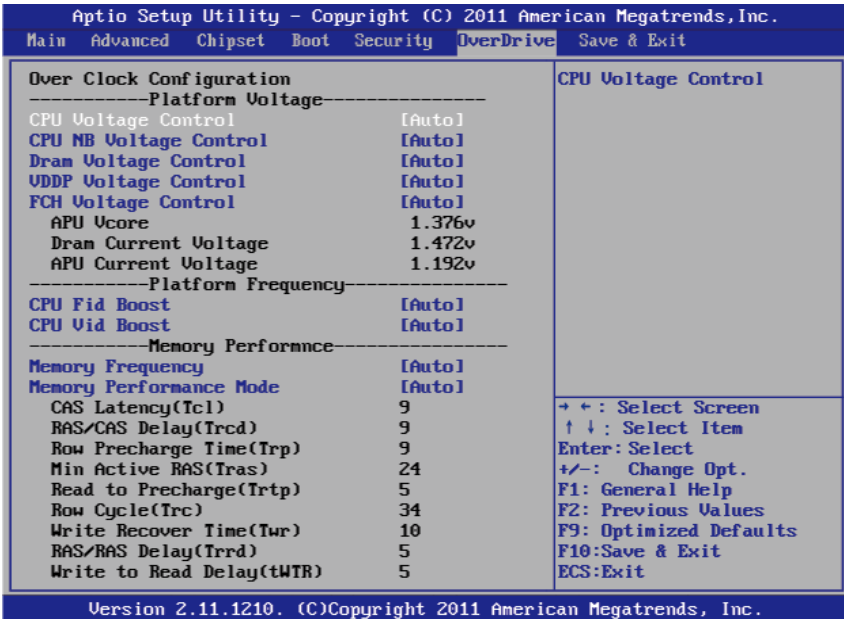 Aptio Setup Utility – Copyright (C) 2011 American Megatrends,Inc.
Main Advanced Chipset Boot Security OverDrive Save & Exit
Over Clock Configuration
-----------Platform Voltage---------------
CPU Voltage Control [Auto]
CPU NB Voltage Control [Auto]
Dram Voltage Control [Auto]
VDDP Voltage Control [Auto]
FCH Voltage Control [Auto]
APU Vcore 1.376v
Dram Current Voltage 1.472v
APU Current Voltage 1.192v
-----------Platform Frequency---------------
CPU Fid Boost [Auto]
CPU Vid Boost [Auto]
-----------Memory Performnce----------------
Memory Frequency [Auto]
Memory Performance Mode [Auto]
CAS Latency(Tcl) 9
RAS/CAS Delay(Trcd) 9
Row Precharge Time(Trp) 9
Min Active RAS(Tras) 24
Read to Precharge(Trtp) 5
Row Cycle(Trc) 34
Write Recover Time(Twr) 10
RAS/RAS Delay(Trrd) 5
Write to Read Delay(tWTR) 5
CPU Voltage Control
→ ←: Select Screen
↑ ↓: Select Item
Enter: Select
+/-: Change Opt.
F1: General Help
F2: Previous Values
F9: Optimized Defaults
F10:Save & Exit
ECS:Exit
Version 2.11.1210. (C)Copyright 2011 American Megatrends, Inc.